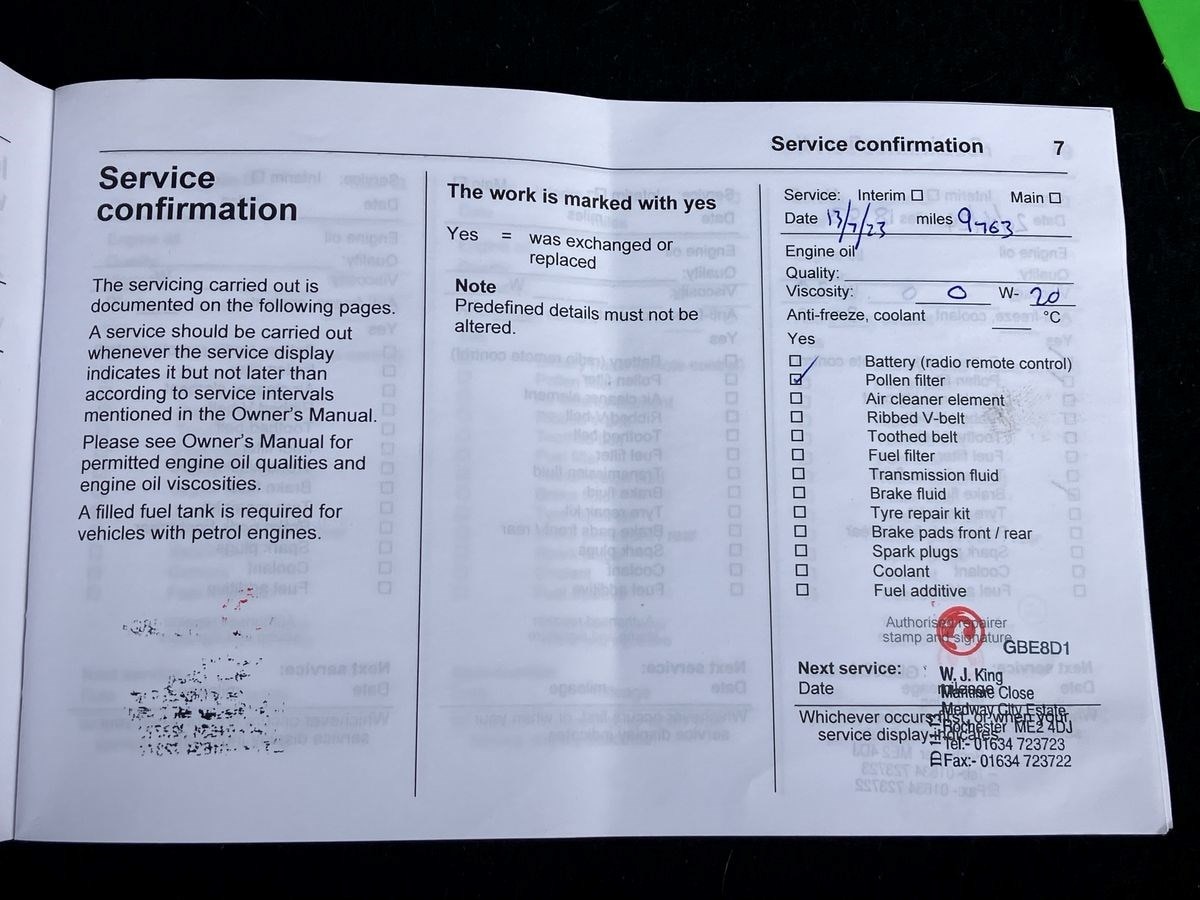 Service confirmation 7
Service
confirmation
The servicing carried out is
documented on the following pages.
A service should be carried out
whenever the service display
indicates it but not later than
according to service intervals
mentioned in the Owner's Manual.
Please see Owner's Manual for
permitted engine oil qualities and
engine oil viscosities.
A filled fuel tank is required for
vehicles with petrol engines.
The work is marked with yes
Yes = was exchanged or
replaced
Note
Predefined details must not be
altered.
Service: Interim ☐ Main ☐
Date 13/7/23 miles 9763
Engine oil
Quality:
Viscosity: 0 W- 20
Anti-freeze, coolant °C
Yes
☐ Battery (radio remote control)
☑ Pollen filter
☐ Air cleaner element
☐ Ribbed V-belt
☐ Toothed belt
☐ Fuel filter
☐ Transmission fluid
☐ Brake fluid
☐ Tyre repair kit
☐ Brake pads front / rear
☐ Spark plugs
☐ Coolant
☐ Fuel additive
Authorised repairer
stamp and signature
GBE8D1
Next service:
W. J. King
Date mileage
Close
Medway City Estate
Whichever occurs first, or when your
Rochester ME2 4DJ
service display indicates
Tel:- 01634 723723
Fax:- 01634 723722